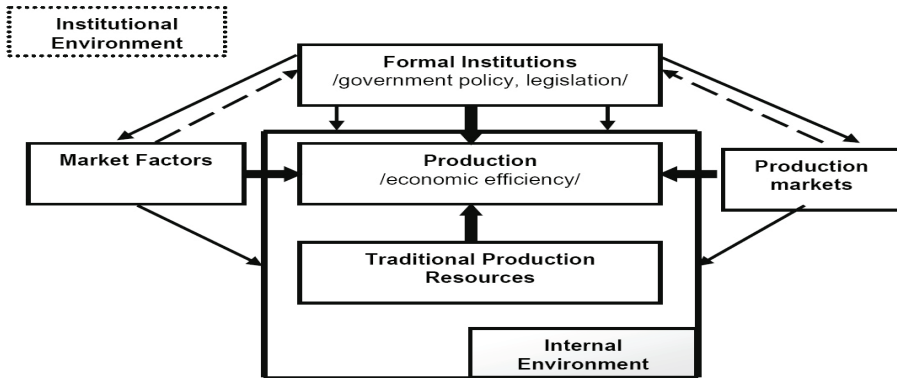 Institutional
Environment
Formal Institutions
/government policy, legislation/
Market Factors
Production
/economic efficiency/
Production
markets
Traditional Production
Resources
Internal
Environment